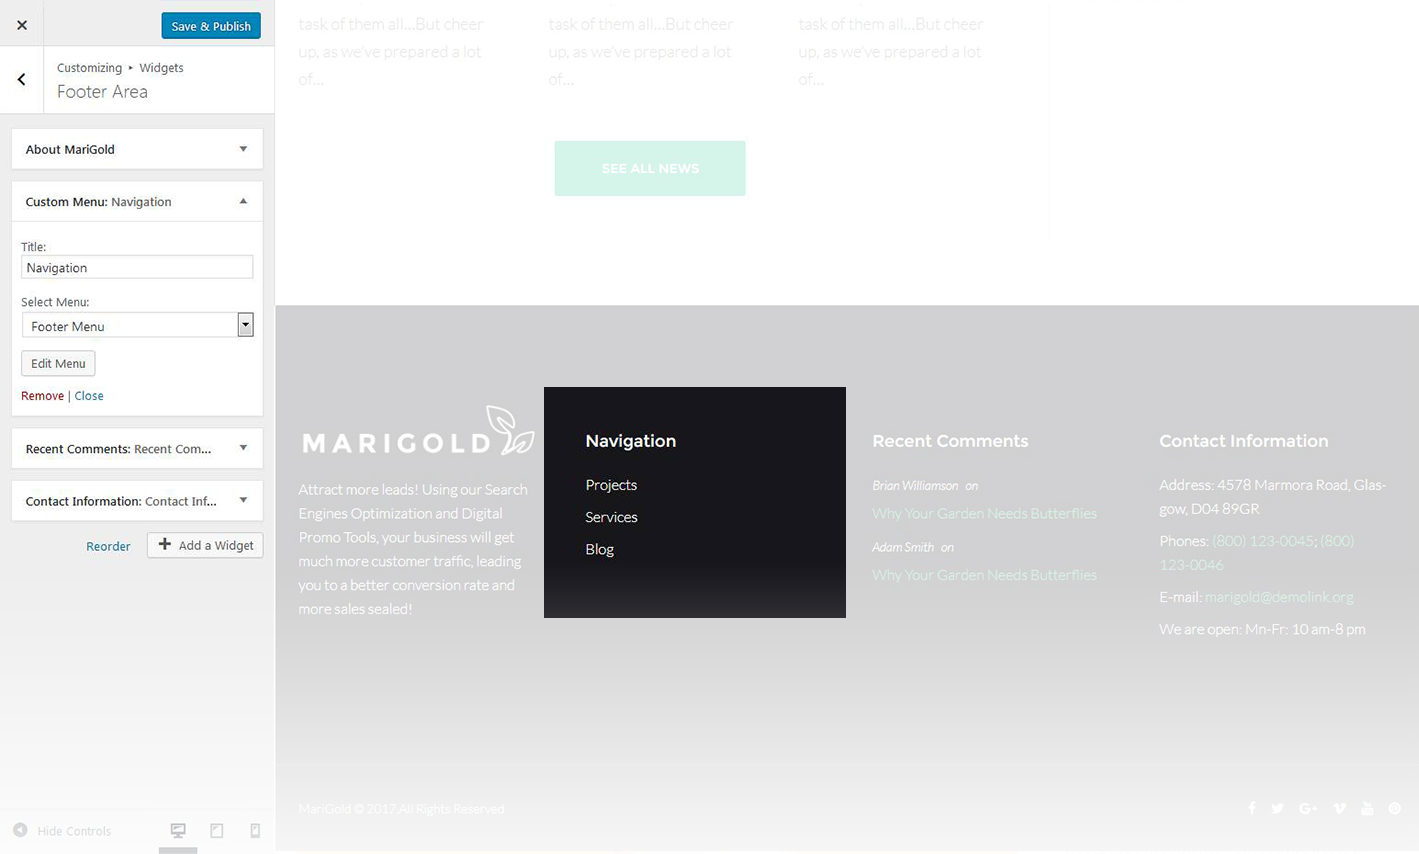 Save & Publish
Customizing ▸ Widgets
Footer Area
About MariGold
Custom Menu: Navigation
Title:
Navigation
Select Menu:
Footer Menu
Edit Menu
Remove | Close
Recent Comments: Recent Com...
Contact Information: Contact Inf...
Reorder
Add a Widget
Hide Controls
task of them all...But cheer
up, as we've prepared a lot
of...
task of them all...But cheer
up, as we've prepared a lot
of...
task of them all...But cheer
up, as we've prepared a lot
of...
SEE ALL NEWS
MARIGOLD
Attract more leads! Using our Search
Engines Optimization and Digital
Promo Tools, your business will get
much more customer traffic, leading
you to a better conversion rate and
more sales sealed!
Navigation
Projects
Services
Blog
Recent Comments
Brian Williamson on
Why Your Garden Needs Butterflies
Adam Smith on
Why Your Garden Needs Butterflies
Contact Information
Address: 4578 Marmora Road, Glas-
gow, D04 89GR
Phones: (800) 123-0045; (800)
123-0046
E-mail: marigold@demolink.org
We are open: Mn-Fr: 10 am-8 pm
MariGold © 2017 All Rights Reserved